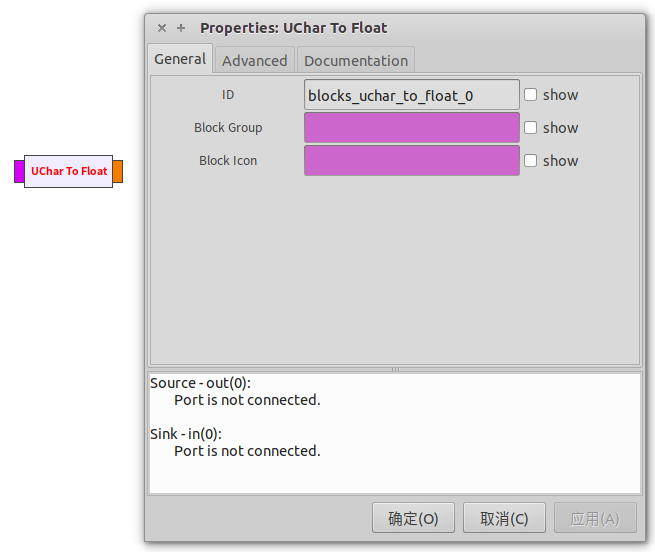 Properties: UChar To Float
General Advanced Documentation
ID blocks_uchar_to_float_0 show
Block Group show
UChar To Float
Block Icon show
Source - out(0):
Port is not connected.
Sink - in(0):
Port is not connected.
确定(O) 取消(C) 应用(A)